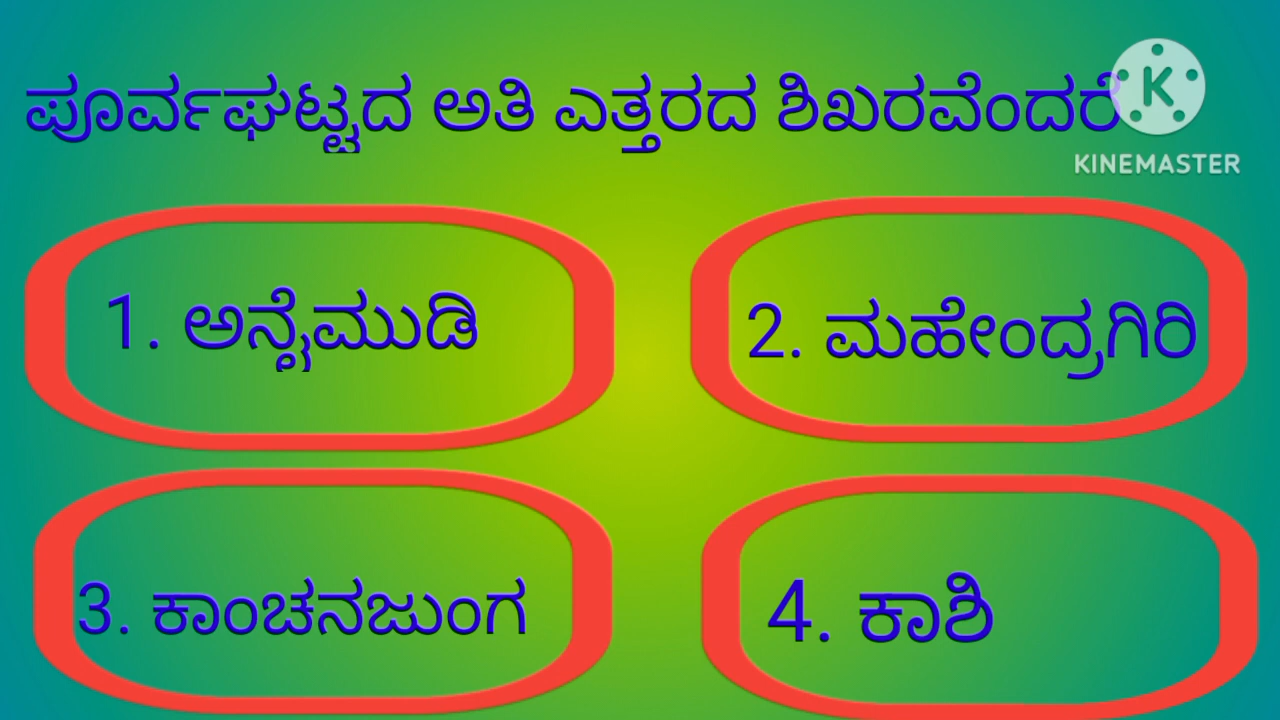 ಪೂರ್ವಘಟ್ಟದ ಅತಿ ಎತ್ತರದ ಶಿಖರವೆಂದರೆ
KINEMASTER
1. ಅನೈಮುಡಿ
2. ಮಹೇಂದ್ರಗಿರಿ
3. ಕಾಂಚನಜುಂಗ
4. ಕಾಶಿ